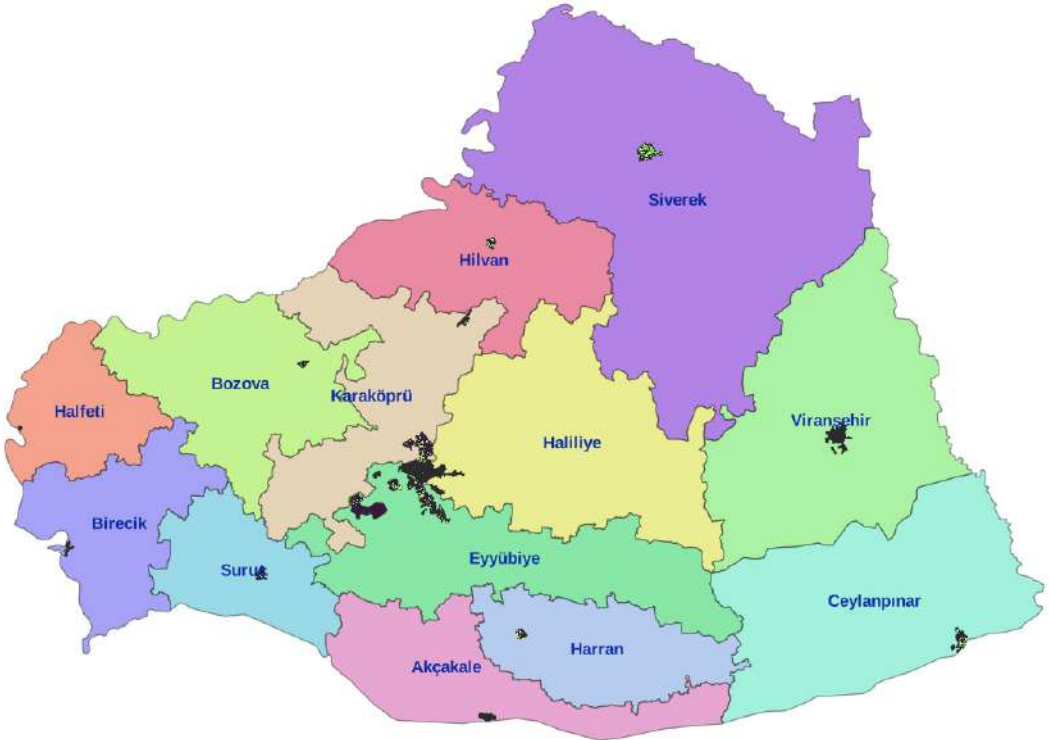 Siverek
Hilvan
Viranşehir
Bozova
Karaköprü
Halfeti
Haliliye
Birecik
Eyyübiye
Suruç
Ceylanpınar
Harran
Akçakale